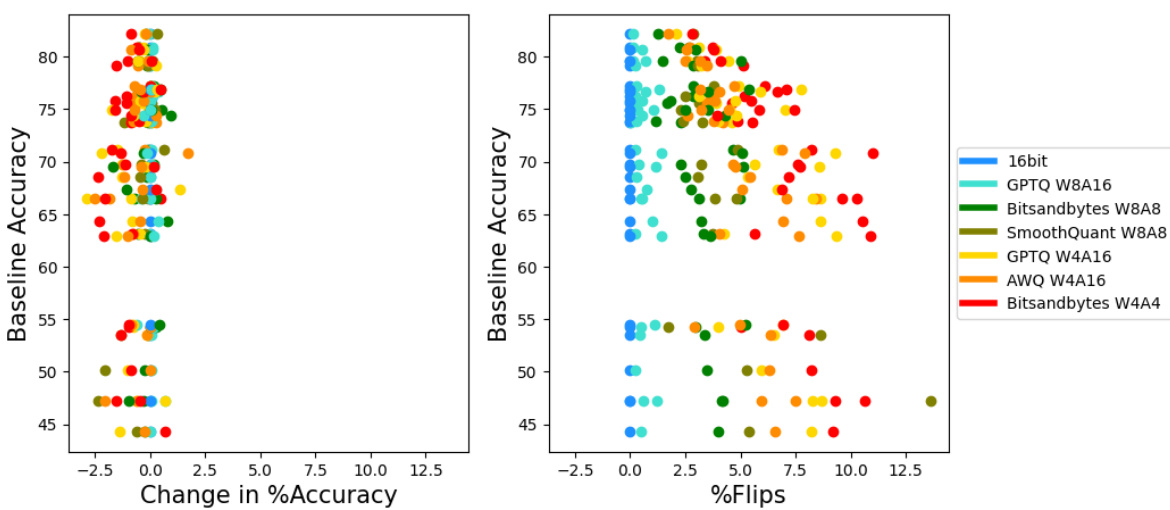 80
75
70
65
60
55
50
45
Baseline Accuracy
−2.5 0.0 2.5 5.0 7.5 10.0 12.5
Change in %Accuracy
80
75
70
65
60
55
50
45
Baseline Accuracy
−2.5 0.0 2.5 5.0 7.5 10.0 12.5
%Flips
16bit
GPTQ W8A16
Bitsandbytes W8A8
SmoothQuant W8A8
GPTQ W4A16
AWQ W4A16
Bitsandbytes W4A4